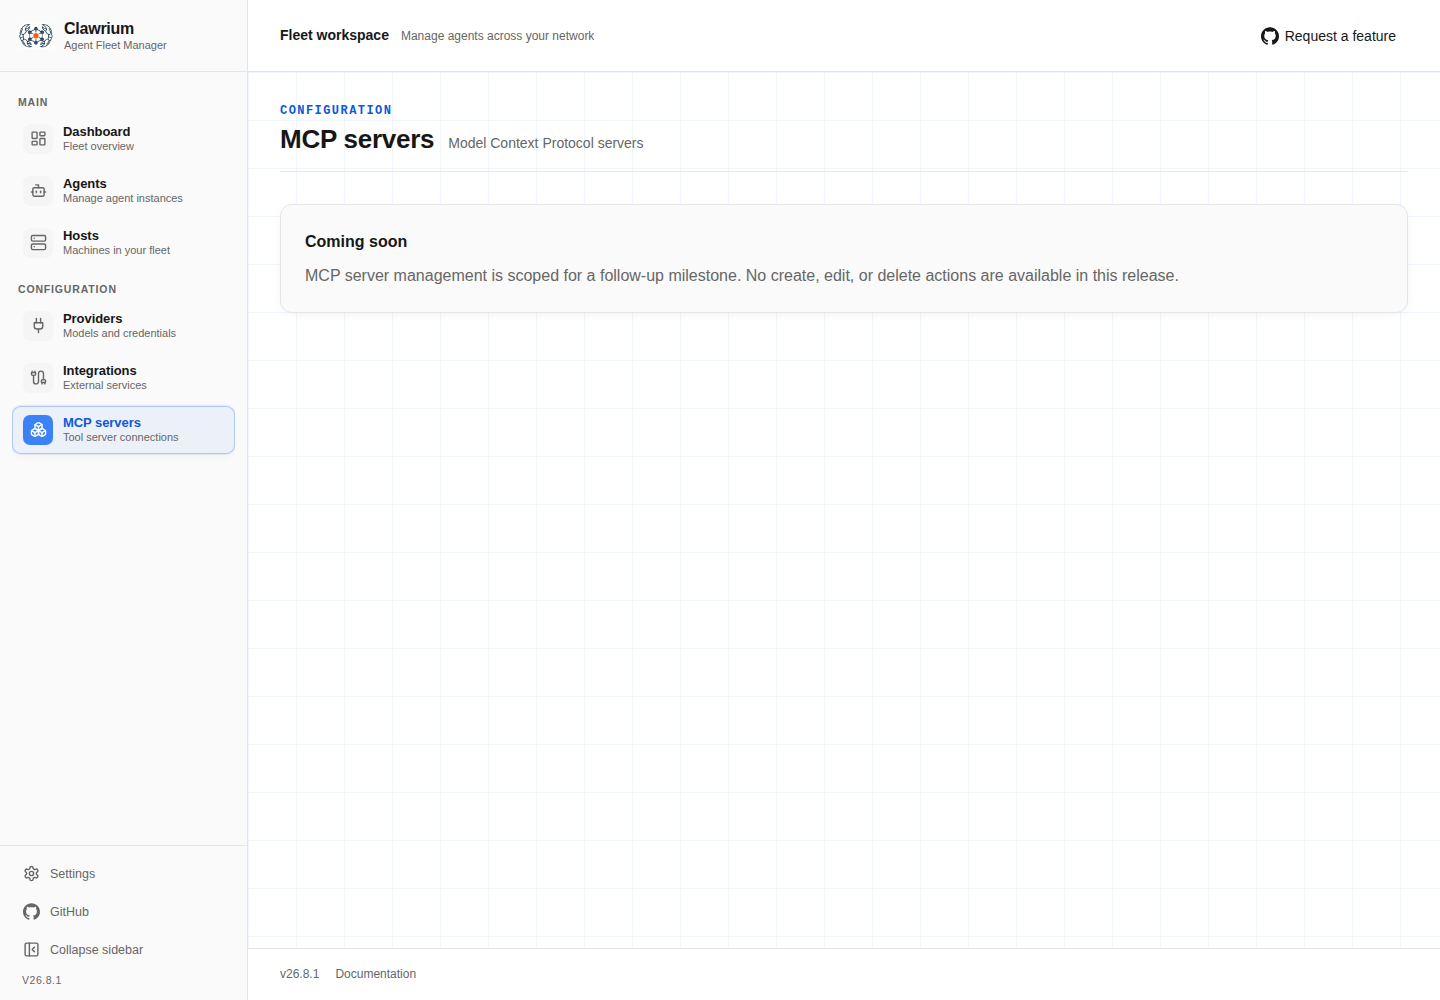 Clawrium
Agent Fleet Manager
MAIN
Dashboard
Fleet overview
Agents
Manage agent instances
Hosts
Machines in your fleet
CONFIGURATION
Providers
Models and credentials
Integrations
External services
MCP servers
Tool server connections
Settings
GitHub
Collapse sidebar
V26.8.1
Fleet workspace Manage agents across your network
Request a feature
CONFIGURATION
MCP servers Model Context Protocol servers
Coming soon
MCP server management is scoped for a follow-up milestone. No create, edit, or delete actions are available in this release.
v26.8.1 Documentation